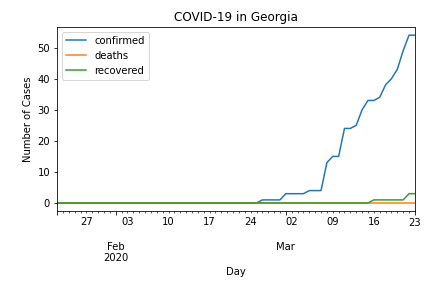 COVID-19 in Georgia
confirmed
deaths
recovered
Number of Cases
50
40
30
20
10
0
27 03 10 17 24 02 09 16 23
Feb Mar
2020
Day